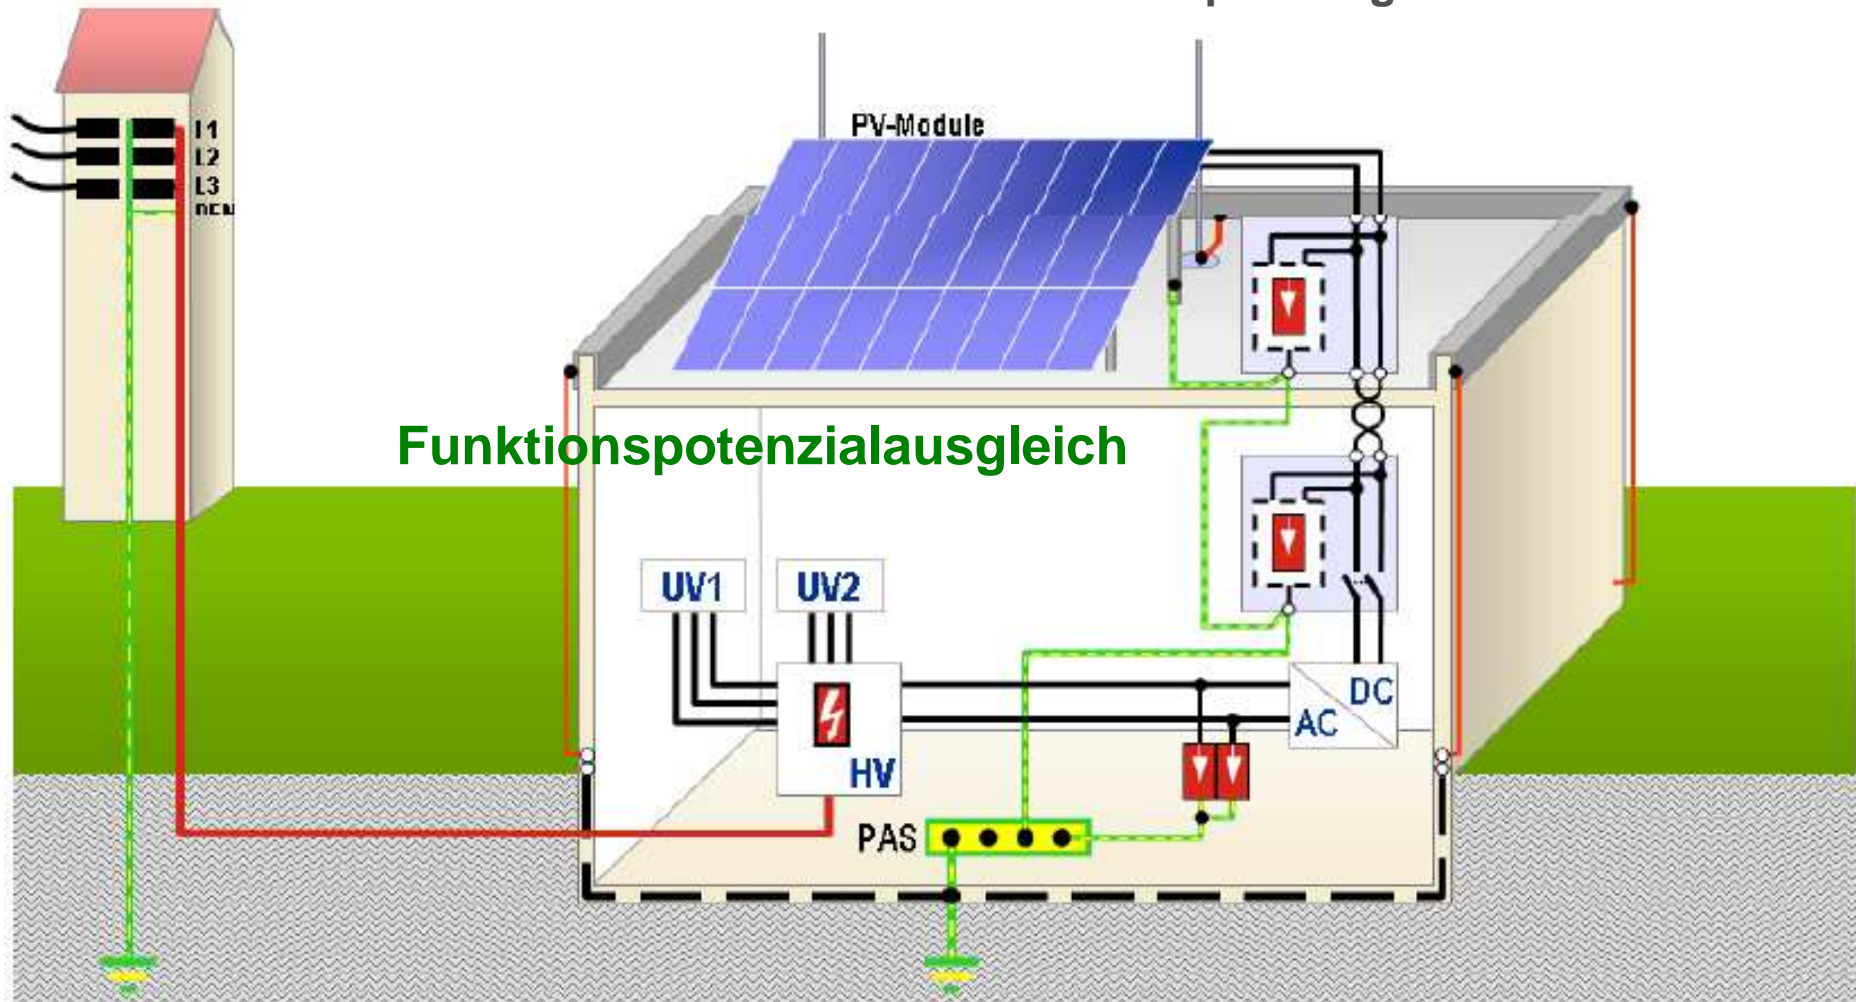 PV-Module
L1
L2
L3
Funktionspotenzialausgleich
UV1
UV2
DC
AC
HV
PAS